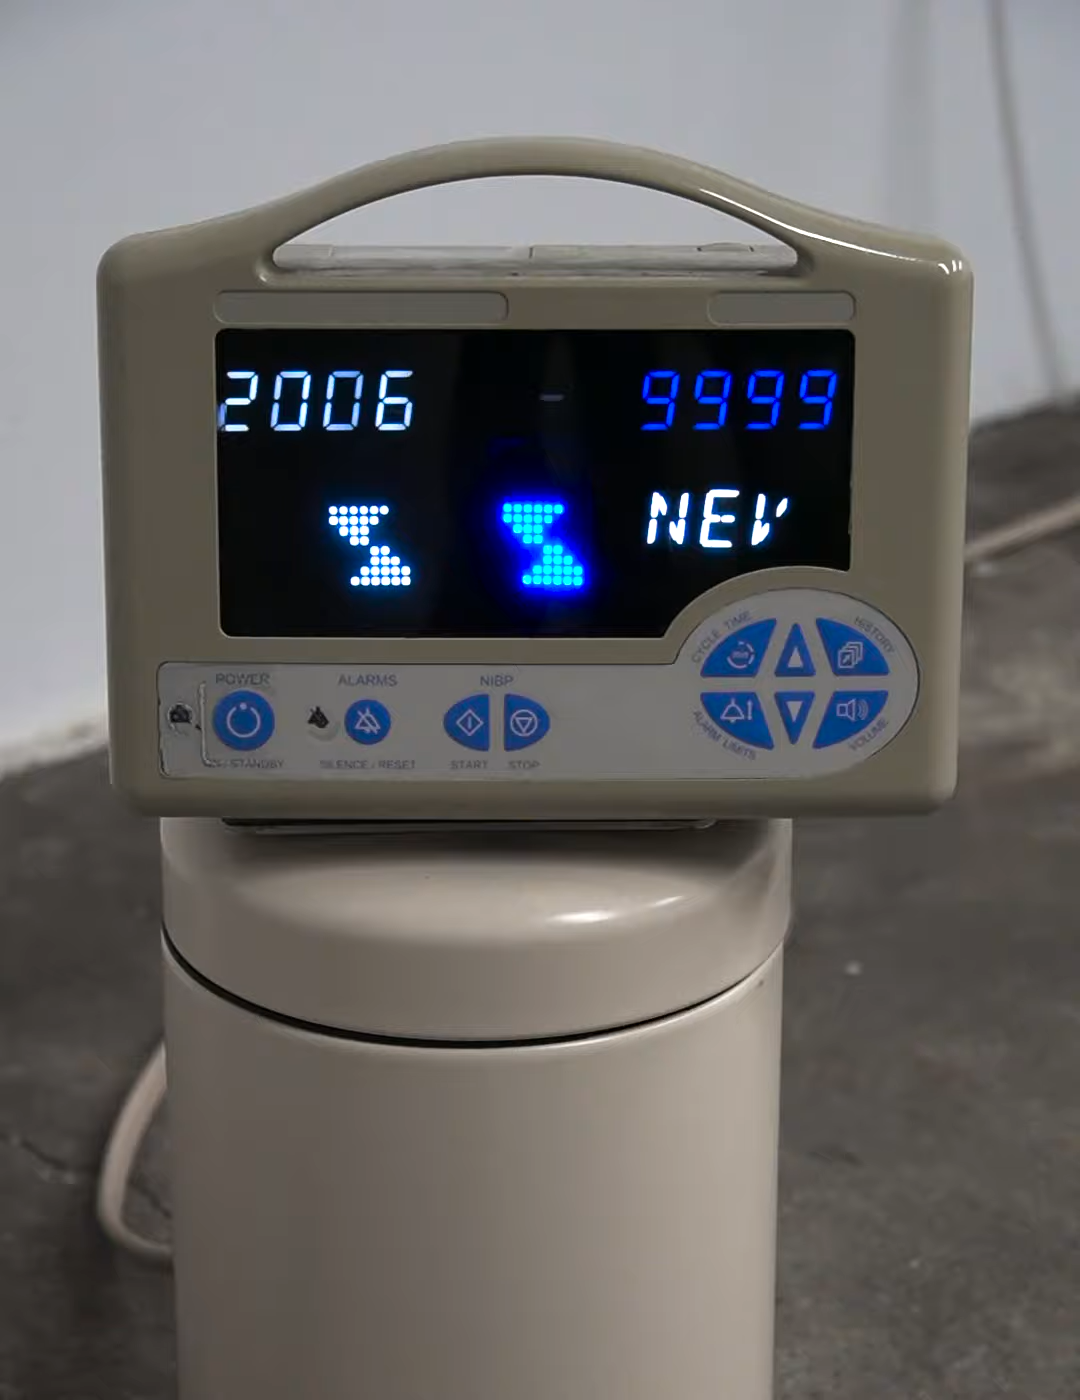 2006 - 9999
NEV
POWER ALARMS NIBP CYCLE TIME HISTORY
/ STANDBY SILENCE / RESET START STOP ALARM LIMITS VOLUME